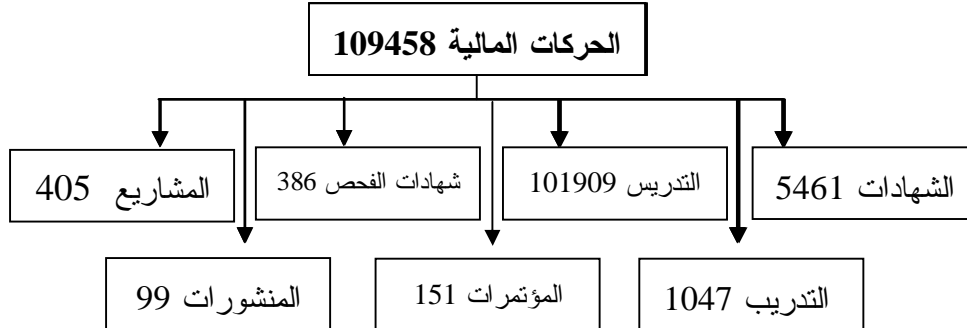 الحركات المالية 109458
الشهادات 5461
التدريس 101909
شهادات الفحص 386
المشاريع 405
التدريب 1047
المؤتمرات 151
المنشورات 99